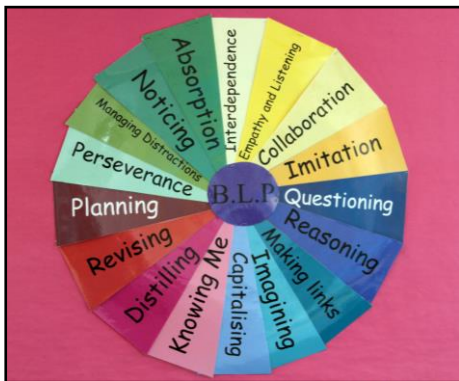 Interdependence
Empathy and Listening
Collaboration
Imitation
Questioning
Reasoning
Making links
Imagining
Capitalising
Knowing Me
Distilling
Revising
Planning
Perseverance
Managing Distractions
Noticing
Absorption
B.L.P.